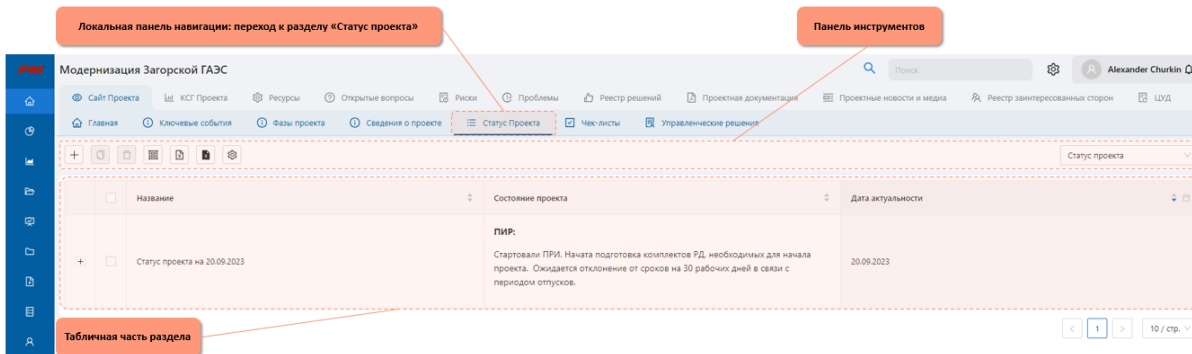 Локальная панель навигации: переход к разделу «Статус проекта»
Панель инструментов
PM
Модернизация Загорской ГАЭС
Поиск
Alexander Churkin
Сайт Проекта
КСГ Проекта
Ресурсы
Открытые вопросы
Риски
Проблемы
Реестр решений
Проектная документация
Проектные новости и медиа
Реестр заинтересованных сторон
ЦУД
Главная
Ключевые события
Фазы проекта
Сведения о проекте
Статус Проекта
Чек-листы
Управленческие решения
Статус проекта
Название
Состояние проекта
Дата актуальности
Статус проекта на 20.09.2023
ПИР:
Стартовали ПРИ. Начата подготовка комплектов РД, необходимых для начала
проекта. Ожидается отклонение от сроков на 30 рабочих дней в связи с
периодом отпусков.
20.09.2023
Табличная часть раздела
1
10 / стр.